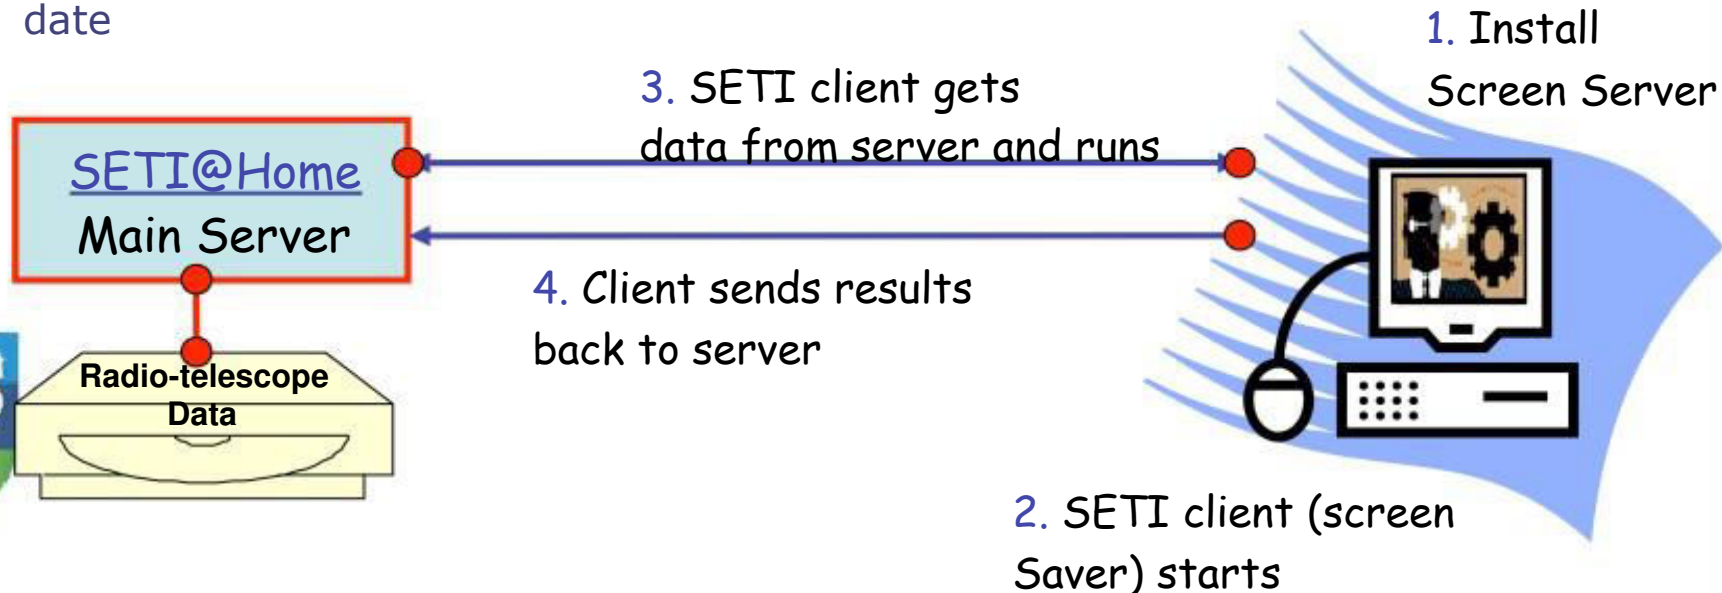 date
1. Install
Screen Server
3. SETI client gets
data from server and runs
SETI@Home
Main Server
4. Client sends results
back to server
Radio-telescope
Data
2. SETI client (screen
Saver) starts